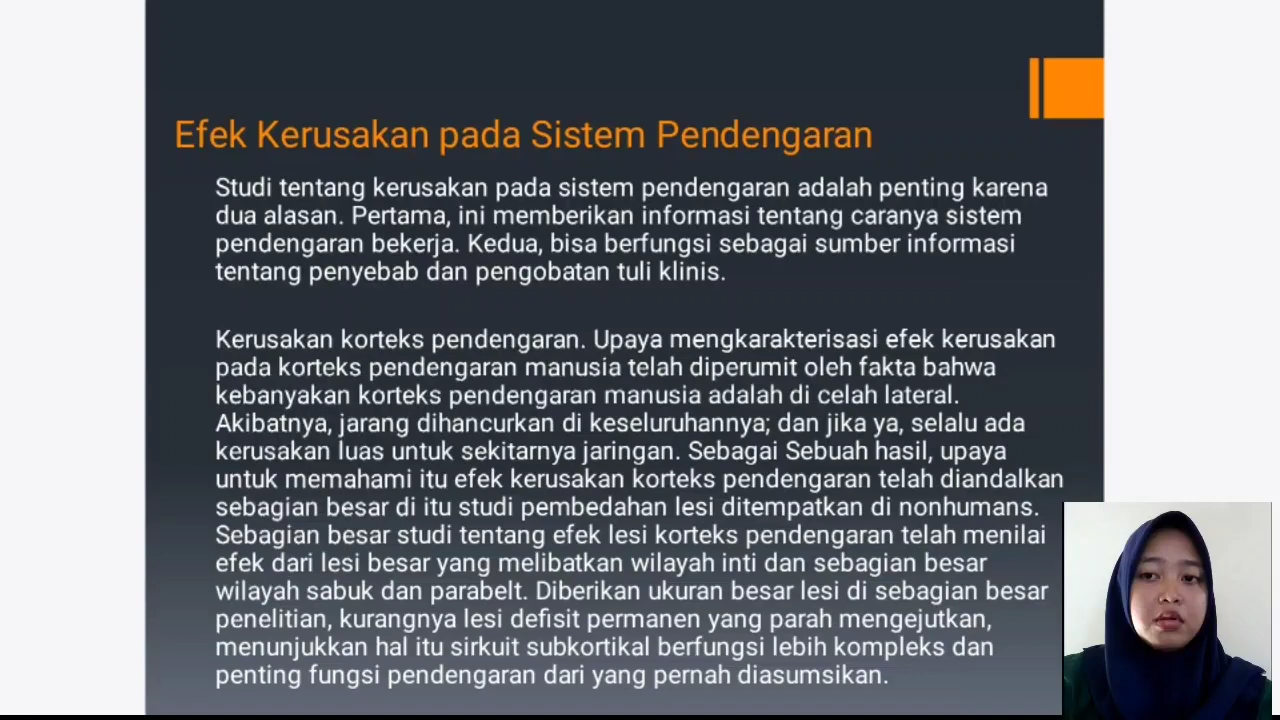 Efek Kerusakan pada Sistem Pendengaran
Studi tentang kerusakan pada sistem pendengaran adalah penting karena
dua alasan. Pertama, ini memberikan informasi tentang caranya sistem
pendengaran bekerja. Kedua, bisa berfungsi sebagai sumber informasi
tentang penyebab dan pengobatan tuli klinis.
Kerusakan korteks pendengaran. Upaya mengkarakterisasi efek kerusakan
pada korteks pendengaran manusia telah diperumit oleh fakta bahwa
kebanyakan korteks pendengaran manusia adalah di celah lateral.
Akibatnya, jarang dihancurkan di keseluruhannya; dan jika ya, selalu ada
kerusakan luas untuk sekitarnya jaringan. Sebagai Sebuah hasil, upaya
untuk memahami itu efek kerusakan korteks pendengaran telah diandalkan
sebagian besar di itu studi pembedahan lesi ditempatkan di nonhumans.
Sebagian besar studi tentang efek lesi korteks pendengaran telah menilai
efek dari lesi besar yang melibatkan wilayah inti dan sebagian besar
wilayah sabuk dan parabelt. Diberikan ukuran besar lesi di sebagian besar
penelitian, kurangnya lesi defisit permanen yang parah mengejutkan,
menunjukkan hal itu sirkuit subkortikal berfungsi lebih kompleks dan
penting fungsi pendengaran dari yang pernah diasumsikan.